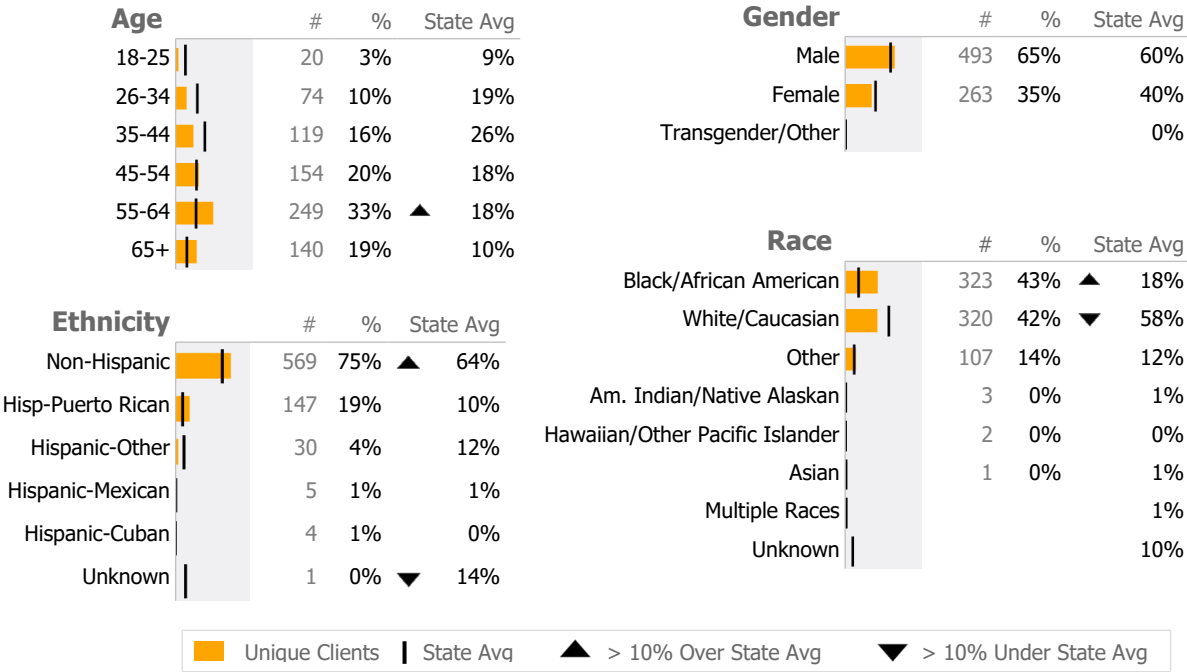 Age # % State Avg
18-25 20 3% 9%
26-34 74 10% 19%
35-44 119 16% 26%
45-54 154 20% 18%
55-64 249 33% ▲ 18%
65+ 140 19% 10%
Ethnicity # % State Avg
Non-Hispanic 569 75% ▲ 64%
Hisp-Puerto Rican 147 19% 10%
Hispanic-Other 30 4% 12%
Hispanic-Mexican 5 1% 1%
Hispanic-Cuban 4 1% 0%
Unknown 1 0% ▼ 14%
Gender # % State Avg
Male 493 65% 60%
Female 263 35% 40%
Transgender/Other 0%
Race # % State Avg
Black/African American 323 43% ▲ 18%
White/Caucasian 320 42% ▼ 58%
Other 107 14% 12%
Am. Indian/Native Alaskan 3 0% 1%
Hawaiian/Other Pacific Islander 2 0% 0%
Asian 1 0% 1%
Multiple Races 1%
Unknown 10%
Unique Clients State Avg ▲ > 10% Over State Avg ▼ > 10% Under State Avg